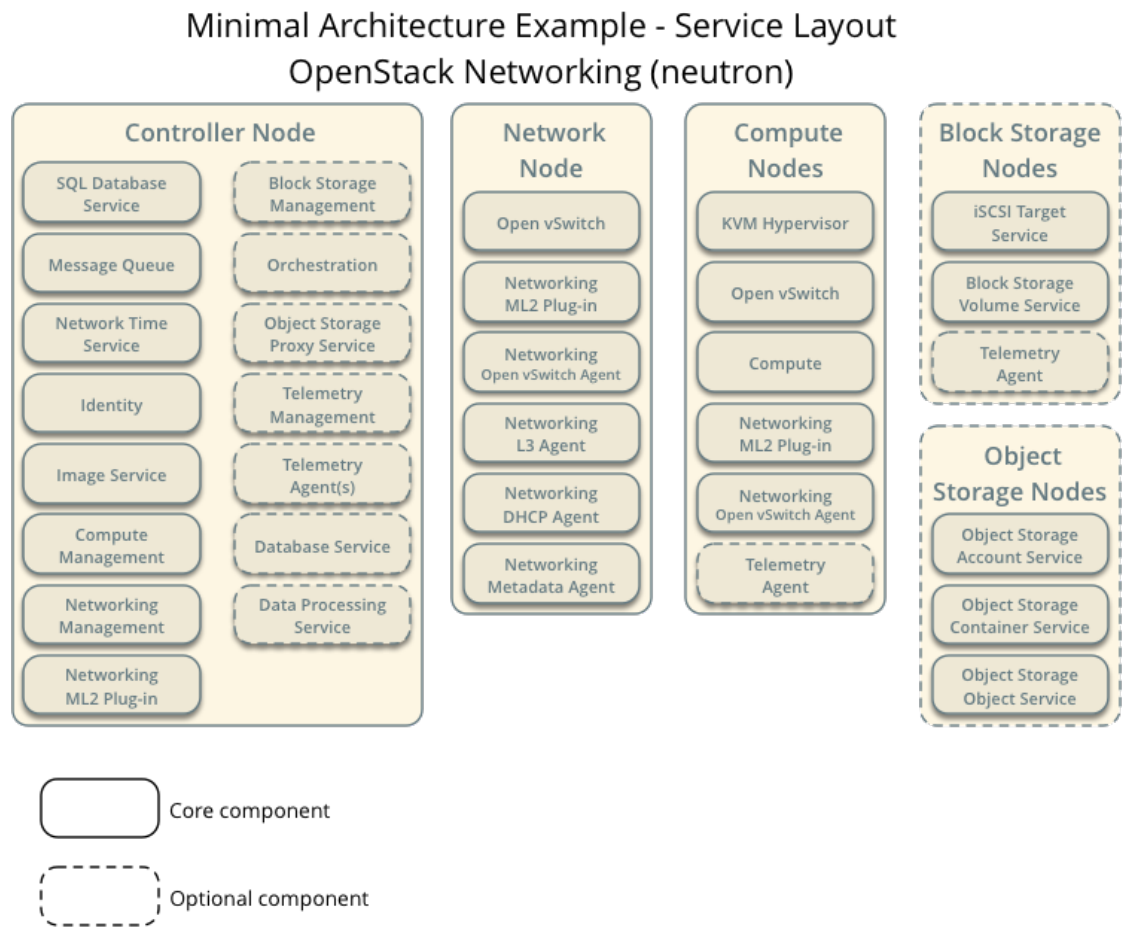 Minimal Architecture Example - Service Layout
OpenStack Networking (neutron)
Controller Node
SQL Database
Service
Message Queue
Network Time
Service
Identity
Image Service
Compute
Management
Networking
Management
Networking
ML2 Plug-in
Block Storage
Management
Orchestration
Object Storage
Proxy Service
Telemetry
Management
Telemetry
Agent(s)
Database Service
Data Processing
Service
Network
Node
Open vSwitch
Networking
ML2 Plug-in
Networking
Open vSwitch Agent
Networking
L3 Agent
Networking
DHCP Agent
Networking
Metadata Agent
Compute
Nodes
KVM Hypervisor
Open vSwitch
Compute
Networking
ML2 Plug-in
Networking
Open vSwitch Agent
Telemetry
Agent
Block Storage
Nodes
iSCSI Target
Service
Block Storage
Volume Service
Telemetry
Agent
Object
Storage Nodes
Object Storage
Account Service
Object Storage
Container Service
Object Storage
Object Service
Core component
Optional component